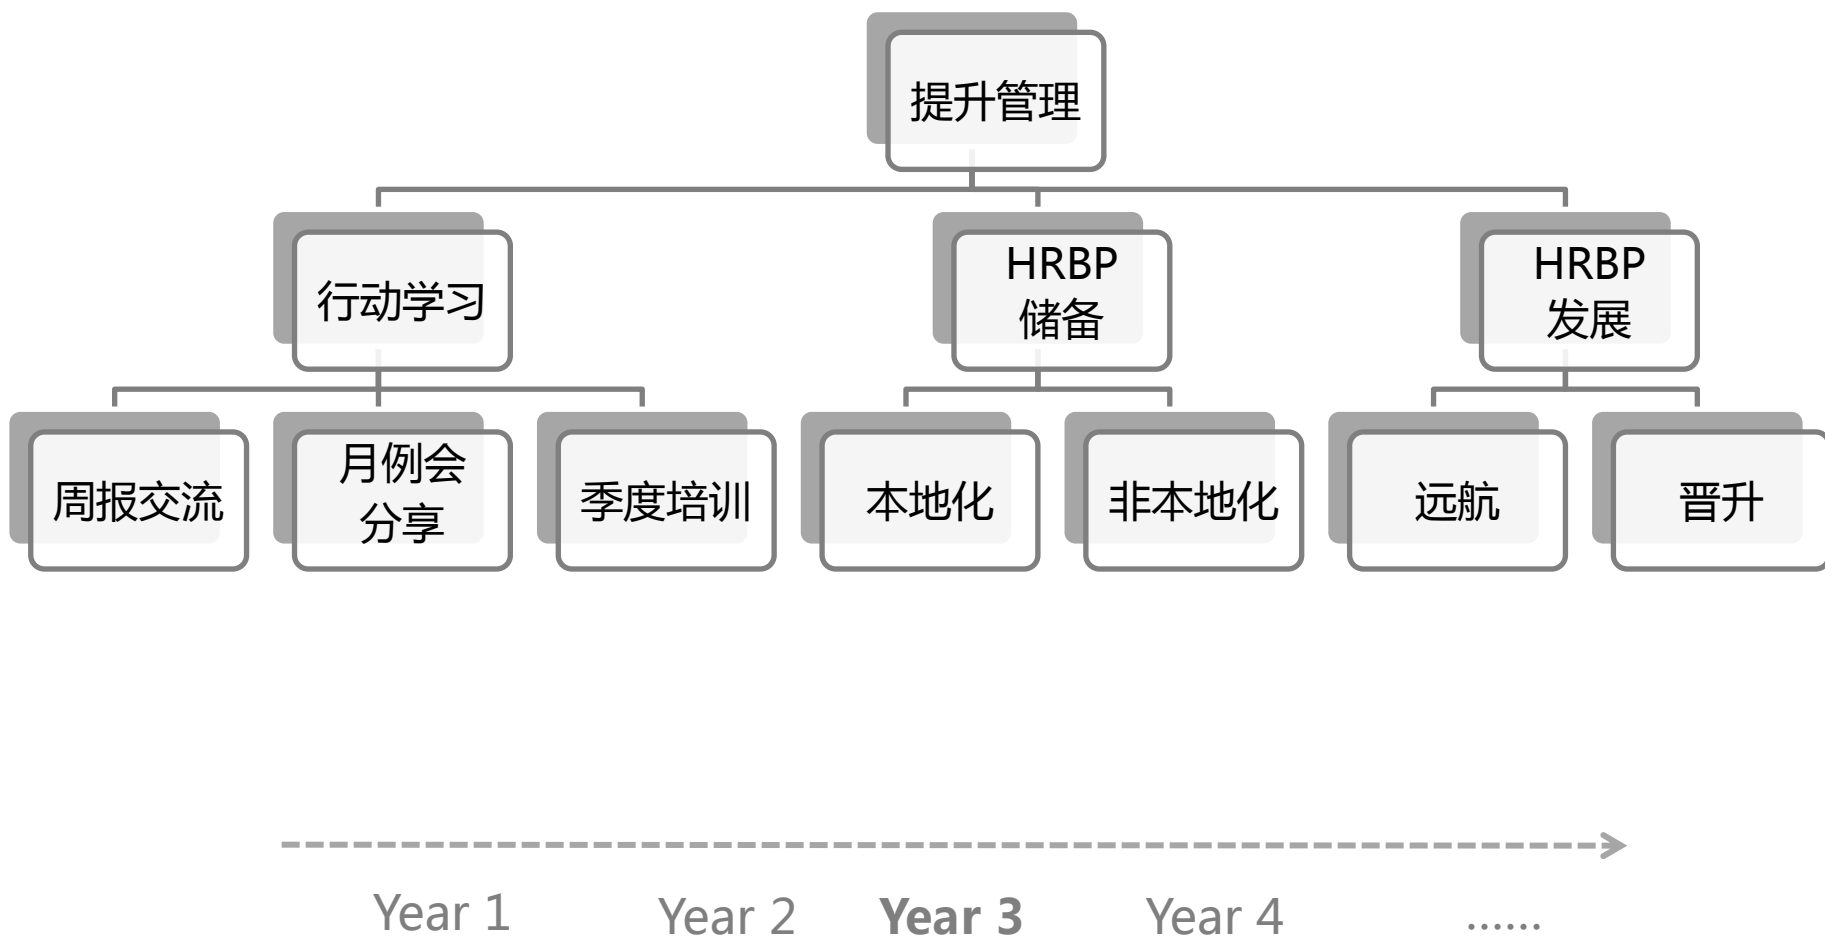 提升管理
行动学习
HRBP
储备
HRBP
发展
周报交流
月例会
分享
季度培训
本地化
非本地化
远航
晋升
Year 1
Year 2
Year 3
Year 4
......